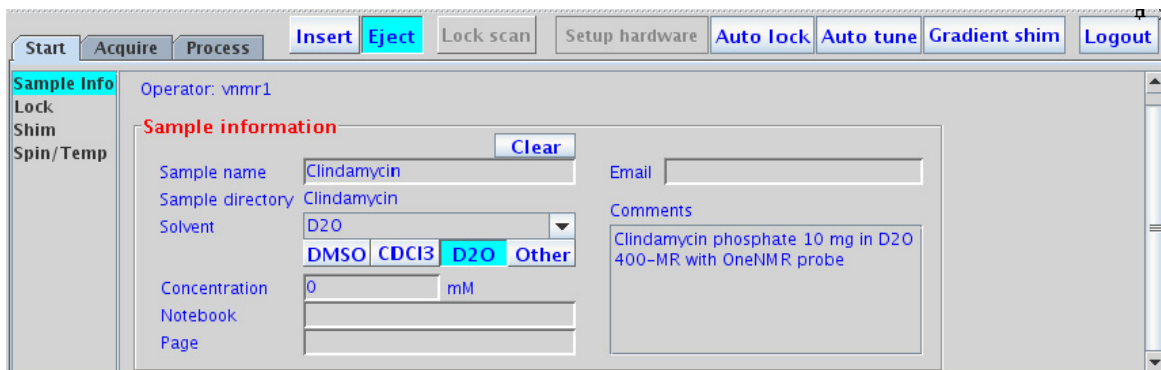 Insert Eject Lock scan Setup hardware Auto lock Auto tune Gradient shim Logout
Start Acquire Process
Sample Info
Lock
Shim
Spin/Temp
Operator: vnmr1
Sample information
Clear
Sample name Clindamycin
Sample directory Clindamycin
Solvent D2O
DMSO CDCl3 D2O Other
Concentration 0 mM
Notebook
Page
Email
Comments
Clindamycin phosphate 10 mg in D2O
400-MR with OneNMR probe